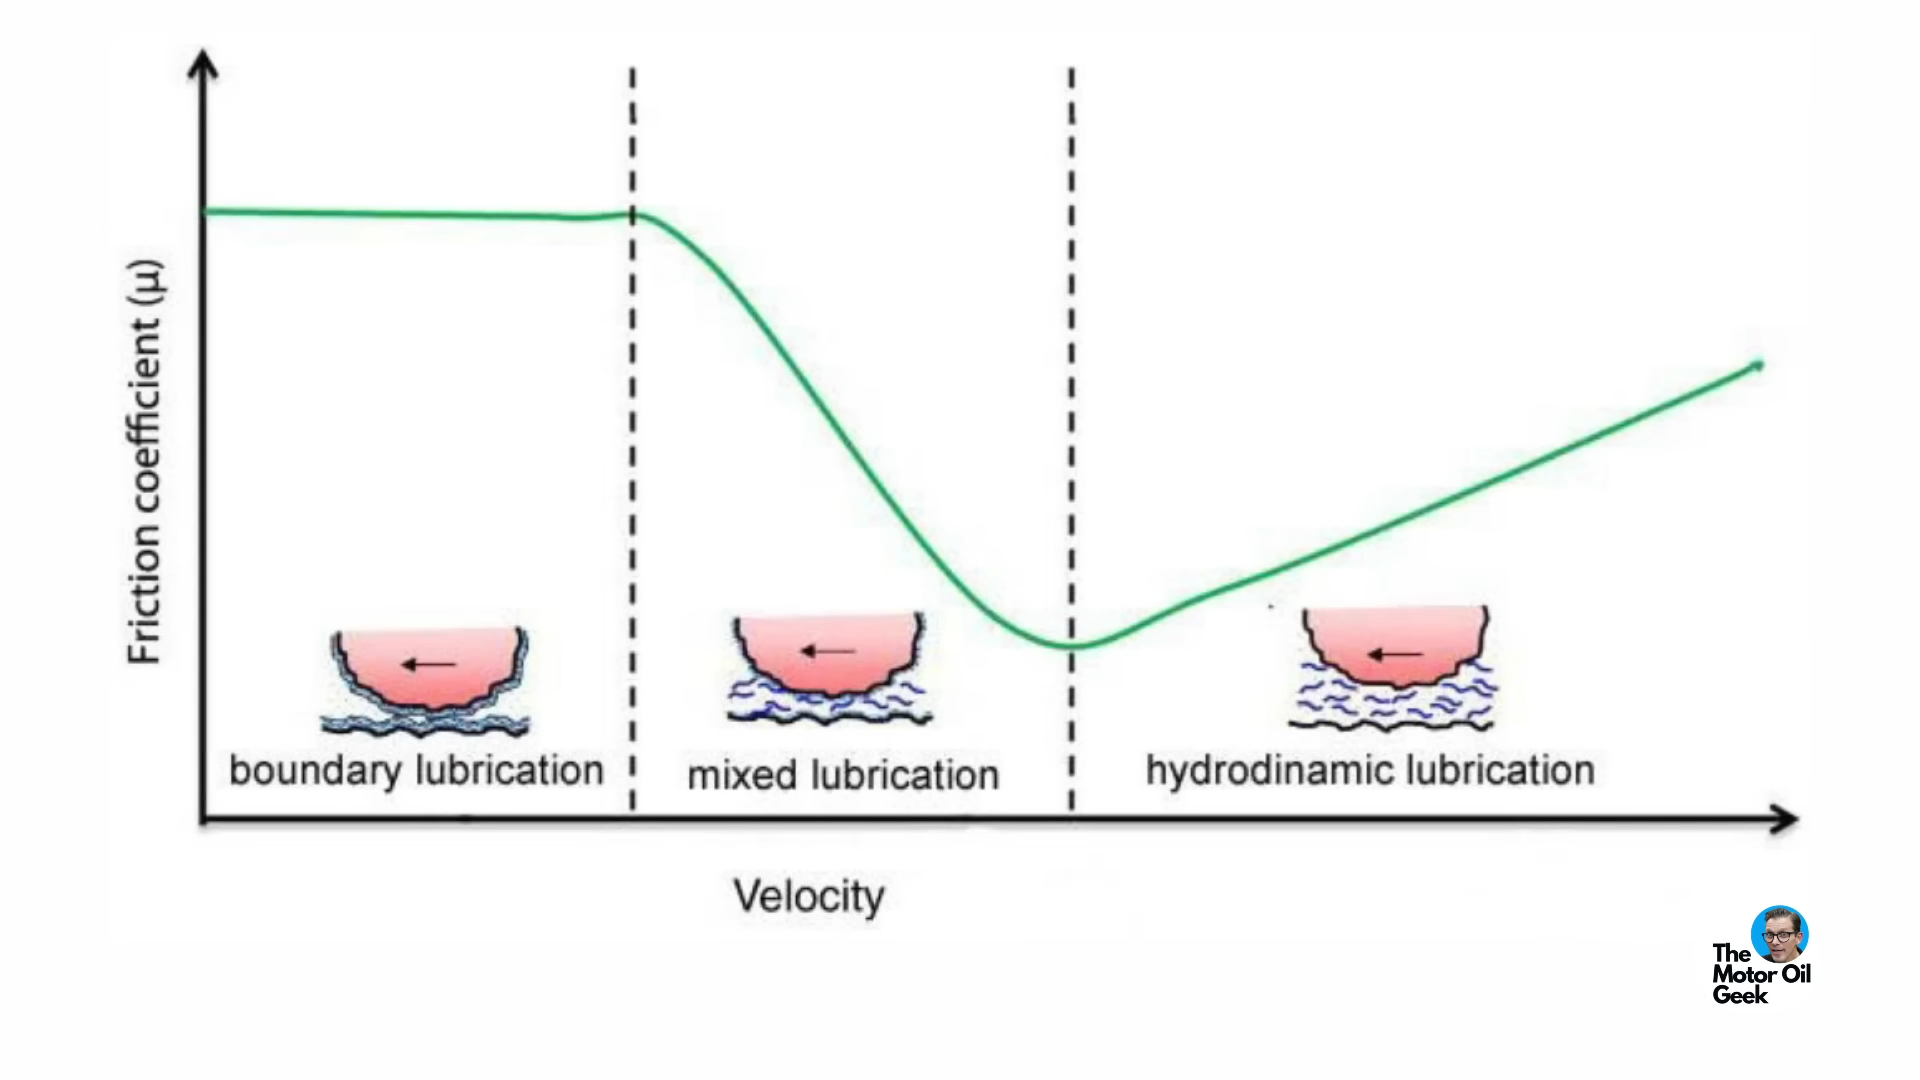 Friction coefficient (μ)
boundary lubrication
mixed lubrication
hydrodinamic lubrication
Velocity
The
Motor Oil
Geek